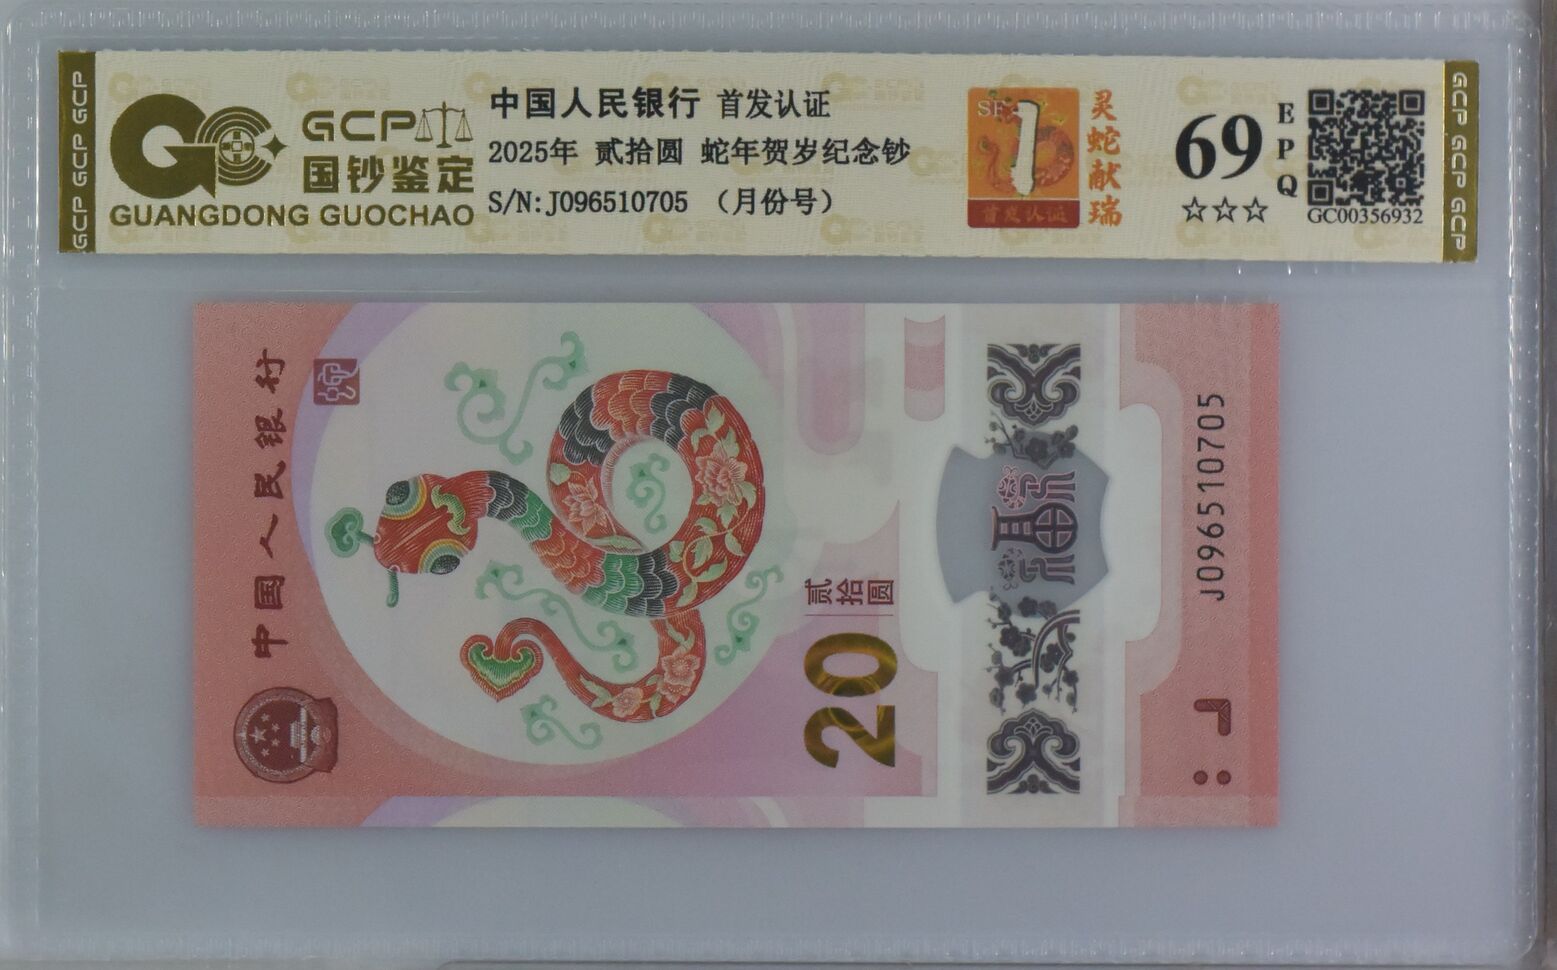 GCP GCP GCP
GCP
国钞鉴定
GUANGDONG GUOCHAO
中国人民银行 首发认证
2025年 贰拾圆 蛇年贺岁纪念钞
S/N:J096510705 （月份号）
1
首发认证
灵蛇献瑞
69
EPQ
☆☆☆
GC00356932
GCP GCP GCP
中国人民银行
贰拾圆
20
福
J096510705